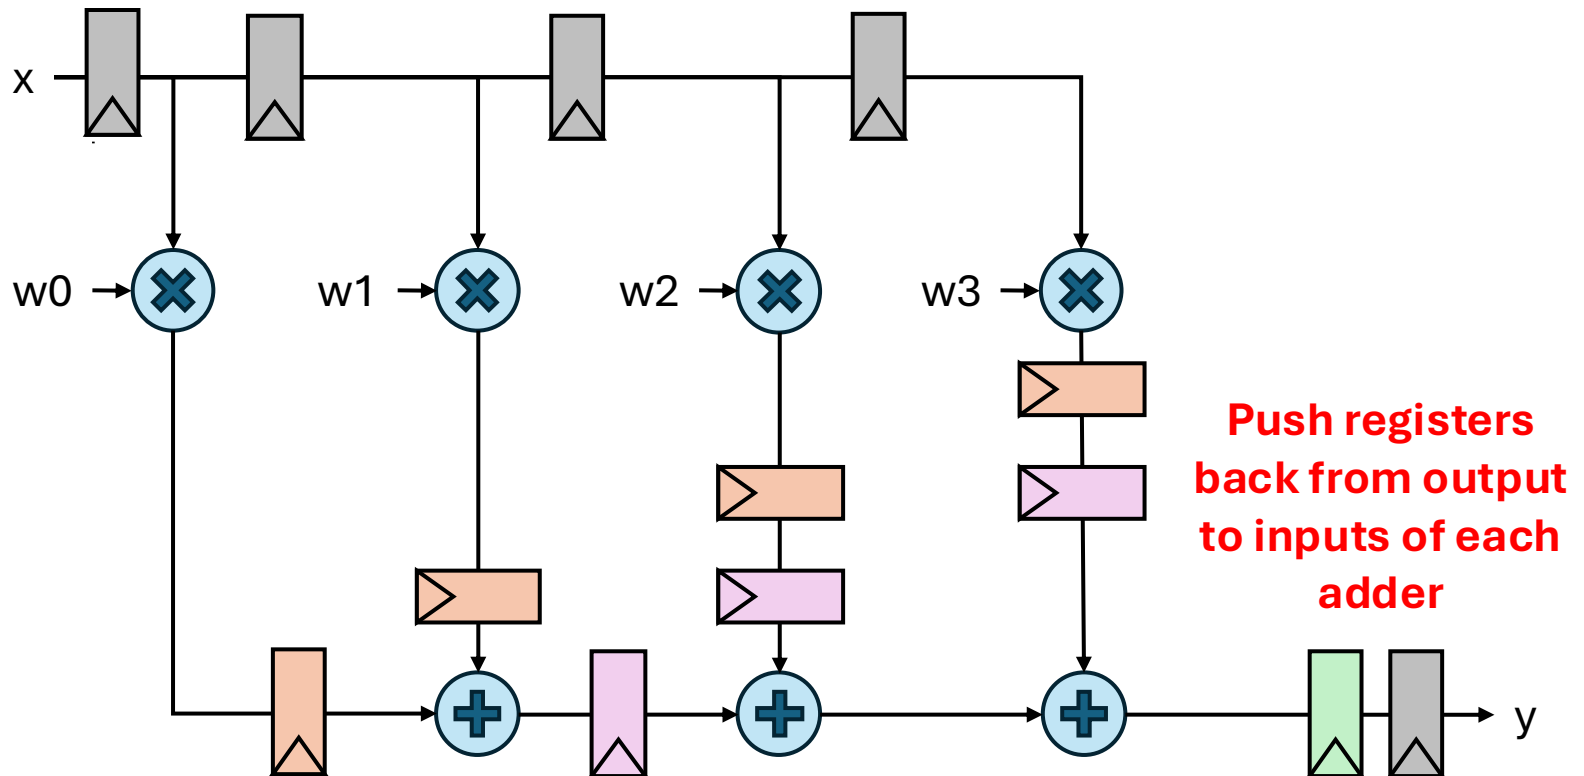 x
w0
w1
w2
w3
Push registers
back from output
to inputs of each
adder
y